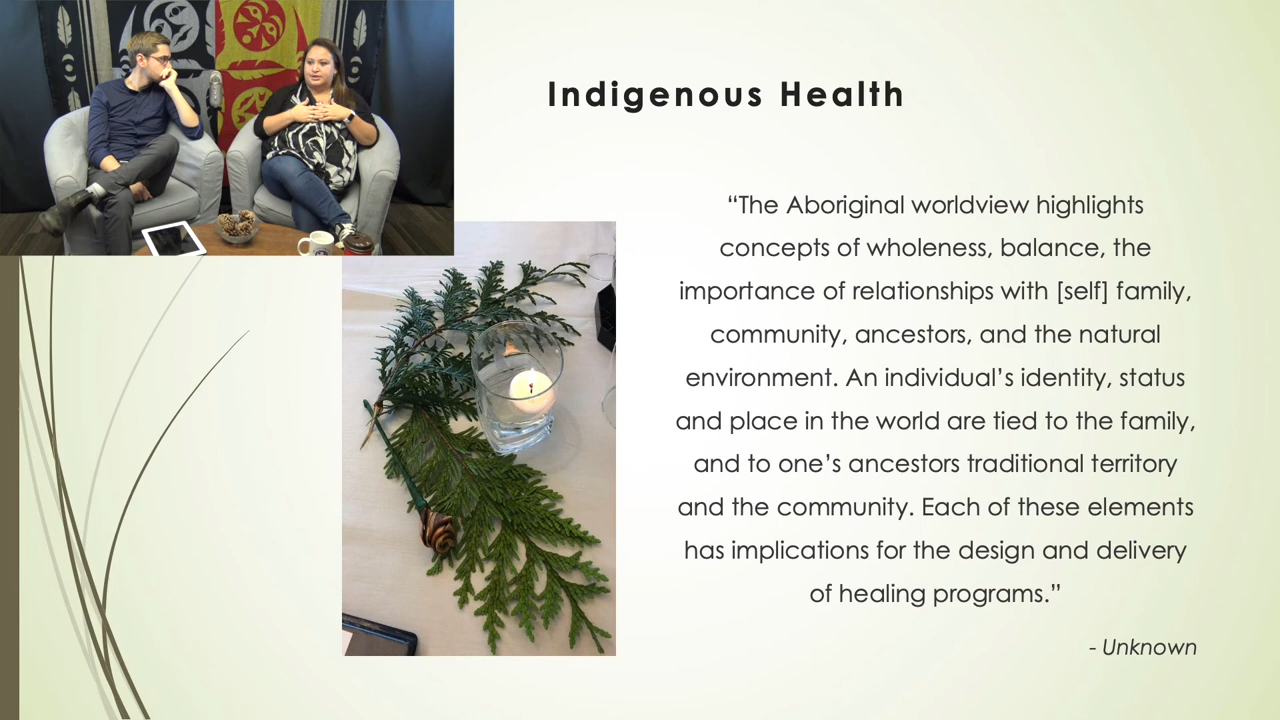 Indigenous Health
“The Aboriginal worldview highlights
concepts of wholeness, balance, the
importance of relationships with [self] family,
community, ancestors, and the natural
environment. An individual’s identity, status
and place in the world are tied to the family,
and to one’s ancestors traditional territory
and the community. Each of these elements
has implications for the design and delivery
of healing programs.”
- Unknown